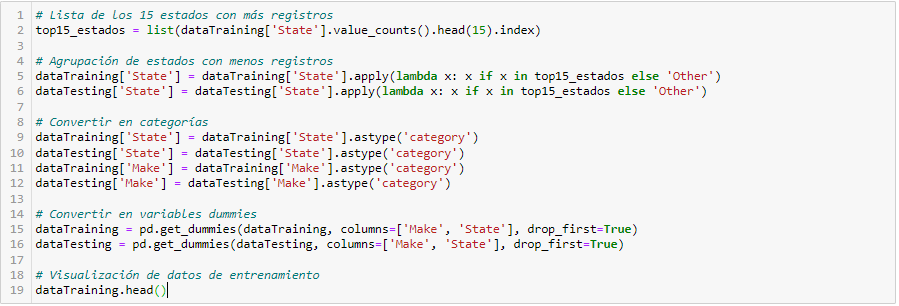 1 # Lista de los 15 estados con más registros
2 top15_estados = list(dataTraining['State'].value_counts().head(15).index)
3
4 # Agrupación de estados con menos registros
5 dataTraining['State'] = dataTraining['State'].apply(lambda x: x if x in top15_estados else 'Other')
6 dataTesting['State'] = dataTesting['State'].apply(lambda x: x if x in top15_estados else 'Other')
7
8 # Convertir en categorías
9 dataTraining['State'] = dataTraining['State'].astype('category')
10 dataTesting['State'] = dataTesting['State'].astype('category')
11 dataTraining['Make'] = dataTraining['Make'].astype('category')
12 dataTesting['Make'] = dataTesting['Make'].astype('category')
13
14 # Convertir en variables dummies
15 dataTraining = pd.get_dummies(dataTraining, columns=['Make', 'State'], drop_first=True)
16 dataTesting = pd.get_dummies(dataTesting, columns=['Make', 'State'], drop_first=True)
17
18 # Visualización de datos de entrenamiento
19 dataTraining.head()